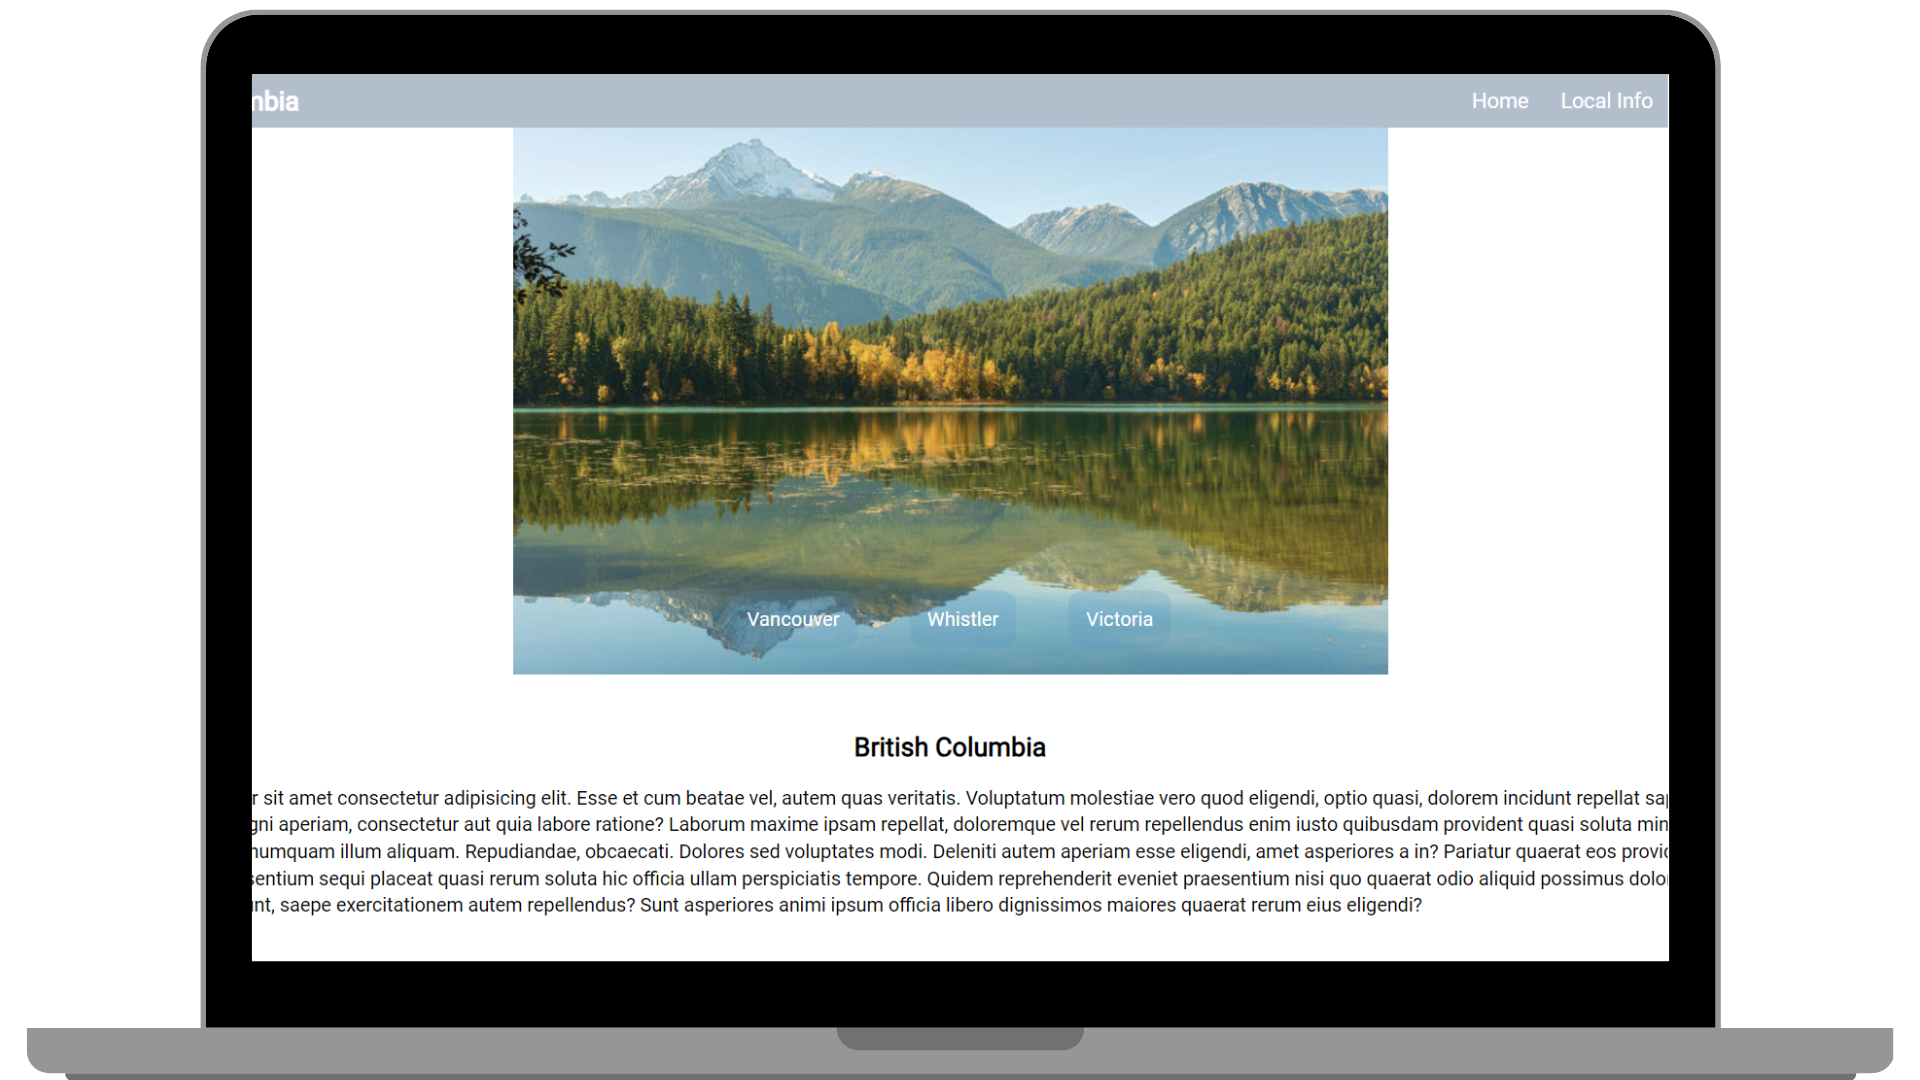 mbia
Home Local Info
Vancouver Whistler Victoria
British Columbia
r sit amet consectetur adipisicing elit. Esse et cum beatae vel, autem quas veritatis. Voluptatum molestiae vero quod eligendi, optio quasi, dolorem incidunt repellat
gni aperiam, consectetur aut quia labore ratione? Laborum maxime ipsam repellat, doloremque vel rerum repellendus enim iusto quibusdam provident quasi soluta min
numquam illum aliquam. Repudiandae, obcaecati. Dolores sed voluptates modi. Deleniti autem aperiam esse eligendi, amet asperiores a in? Pariatur quaerat eos
sentium sequi placeat quasi rerum soluta hic officia ullam perspiciatis tempore. Quidem reprehenderit eveniet praesentium nisi quo quaerat odio aliquid possimus
nt, saepe exercitationem autem repellendus? Sunt asperiores animi ipsum officia libero dignissimos maiores quaerat rerum eius eligendi?